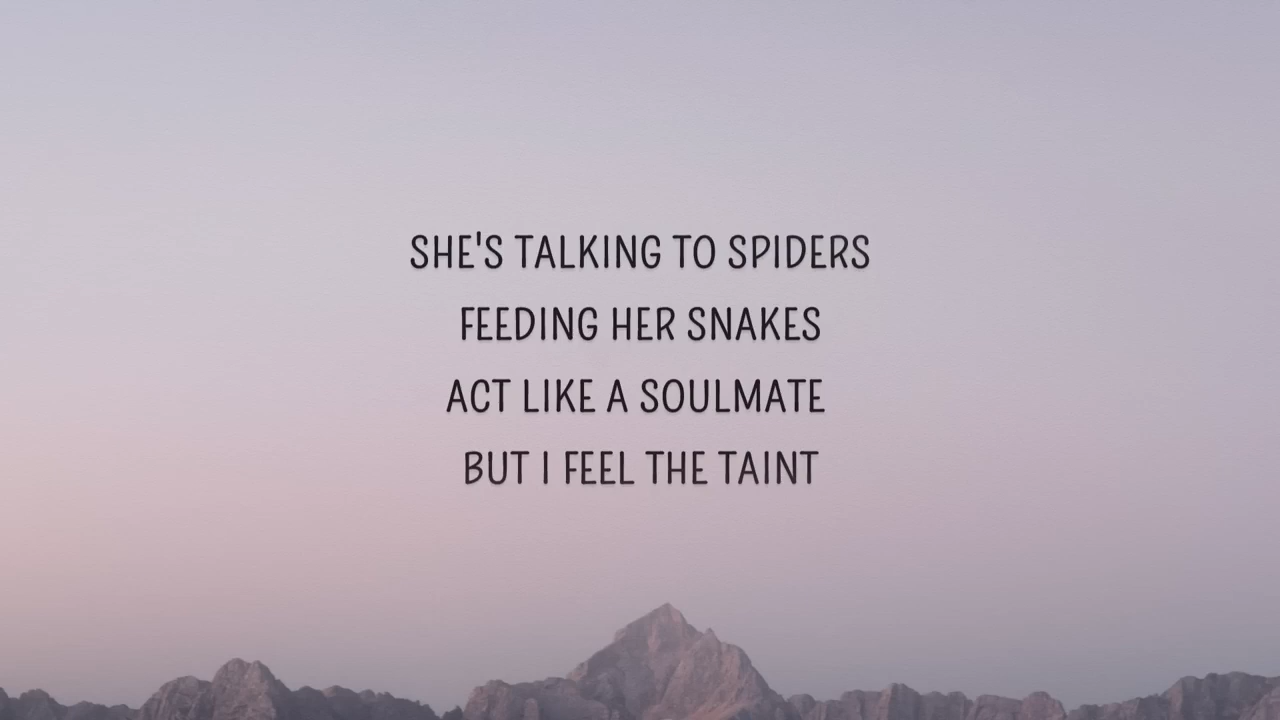 SHE'S TALKING TO SPIDERS
FEEDING HER SNAKES
ACT LIKE A SOULMATE
BUT I FEEL THE TAINT